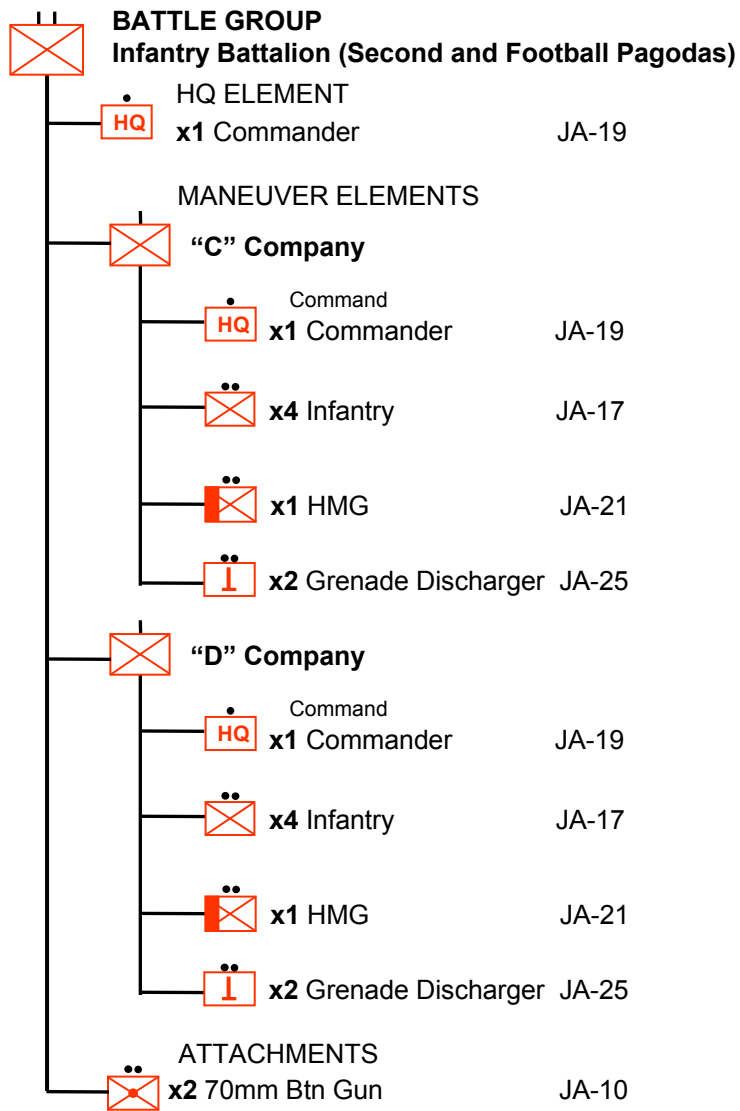 BATTLE GROUP
Infantry Battalion (Second and Football Pagodas)
HQ ELEMENT
HQ x1 Commander JA-19
MANEUVER ELEMENTS
“C” Company
Command
HQ x1 Commander JA-19
x4 Infantry JA-17
x1 HMG JA-21
x2 Grenade Discharger JA-25
“D” Company
Command
HQ x1 Commander JA-19
x4 Infantry JA-17
x1 HMG JA-21
x2 Grenade Discharger JA-25
ATTACHMENTS
x2 70mm Btn Gun JA-10